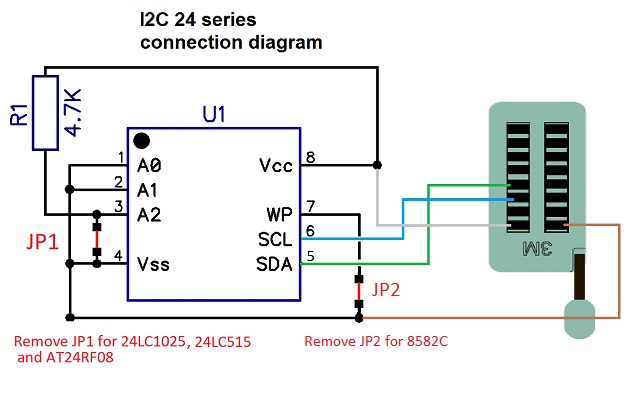 I2C 24 series
connection diagram
R1
4.7K
U1
1 A0 Vcc 8
2 A1
3 A2 WP 7
SCL 6
4 Vss SDA 5
JP1
JP2
3M
Remove JP1 for 24LC1025, 24LC515
and AT24RF08
Remove JP2 for 8582C